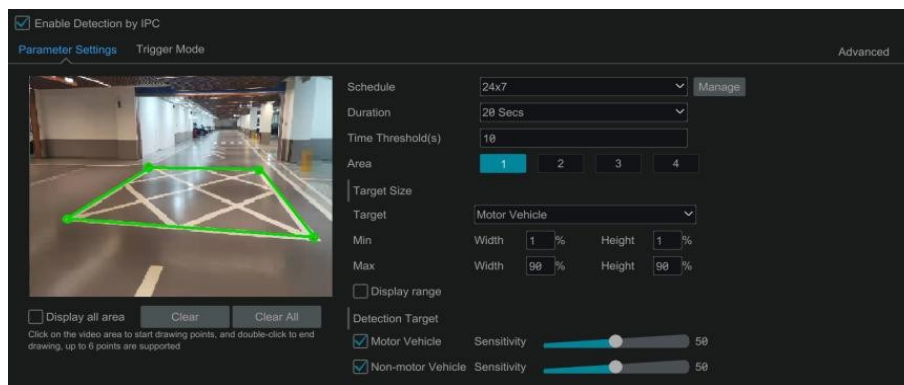 Enable Detection by IPC
Parameter Settings Trigger Mode Advanced
Schedule 24x7 Manage
Duration 20 Secs
Time Threshold(s) 10
Area 1 2 3 4
Target Size
Target Motor Vehicle
Min Width 1 % Height 1 %
Max Width 90 % Height 90 %
Display range
Display all area Clear Clear All
Click on the video area to start drawing points, and double-click to end
drawing, up to 6 points are supported
Detection Target
Motor Vehicle Sensitivity 50
Non-motor Vehicle Sensitivity 50